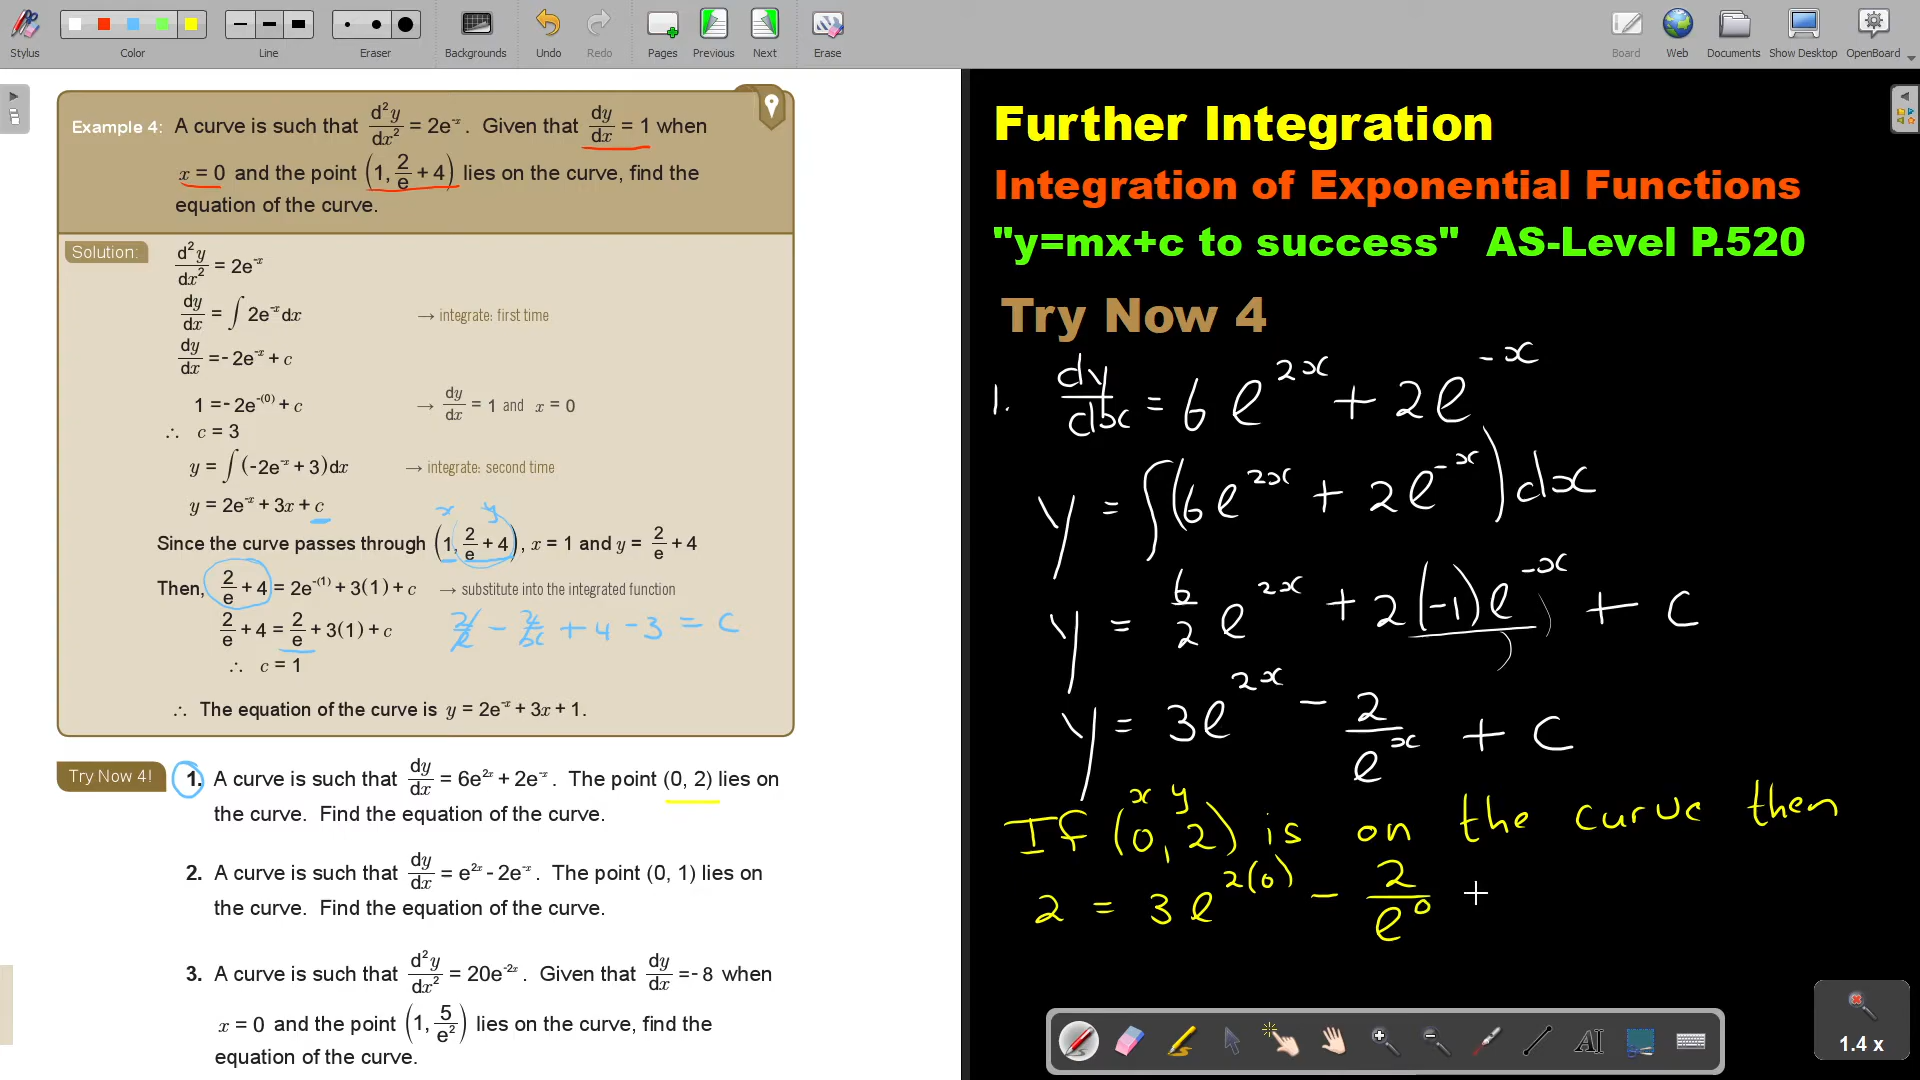 Stylus Color Line Eraser Backgrounds Undo Redo Pages Previous Next Erase Board Web Documents Show Desktop OpenBoard
Example 4: A curve is such that d²y/dx² = 2e⁻ˣ. Given that dy/dx = 1 when
x = 0 and the point (1, 2/e + 4) lies on the curve, find the
equation of the curve.
Solution:
d²y/dx² = 2e⁻ˣ
dy/dx = ∫ 2e⁻ˣ dx → integrate: first time
dy/dx = - 2e⁻ˣ + c
1 = - 2e⁻⁽⁰⁾ + c → dy/dx = 1 and x = 0
∴ c = 3
y = ∫ (-2e⁻ˣ + 3)dx → integrate: second time
y = 2e⁻ˣ + 3x + c
x y
Since the curve passes through (1, 2/e + 4), x = 1 and y = 2/e + 4
Then, 2/e + 4 = 2e⁻⁽¹⁾ + 3(1) + c → substitute into the integrated function
2/e + 4 = 2/e + 3(1) + c
2/e - 2/x + 4 - 3 = c
∴ c = 1
∴ The equation of the curve is y = 2e⁻ˣ + 3x + 1.
Try Now 4!
1. A curve is such that dy/dx = 6e²ˣ + 2e⁻ˣ. The point (0, 2) lies on
the curve. Find the equation of the curve.
2. A curve is such that dy/dx = e²ˣ - 2e⁻ˣ. The point (0, 1) lies on
the curve. Find the equation of the curve.
3. A curve is such that d²y/dx² = 20e⁻²ˣ. Given that dy/dx = - 8 when
x = 0 and the point (1, 5/e²) lies on the curve, find the
equation of the curve.
Further Integration
Integration of Exponential Functions
"y=mx+c to success" AS-Level P.520
Try Now 4
1. dy/dx = 6e²ˣ + 2e⁻ˣ
y = ∫(6e²ˣ + 2e⁻ˣ)dx
y = 6/2 e²ˣ + 2(-1)e⁻ˣ + c
y = 3e²ˣ - 2/eˣ + c
x y
If (0, 2) is on the curve then
2 = 3e²⁽⁰⁾ - 2/e⁰ +
AI
1.4 x